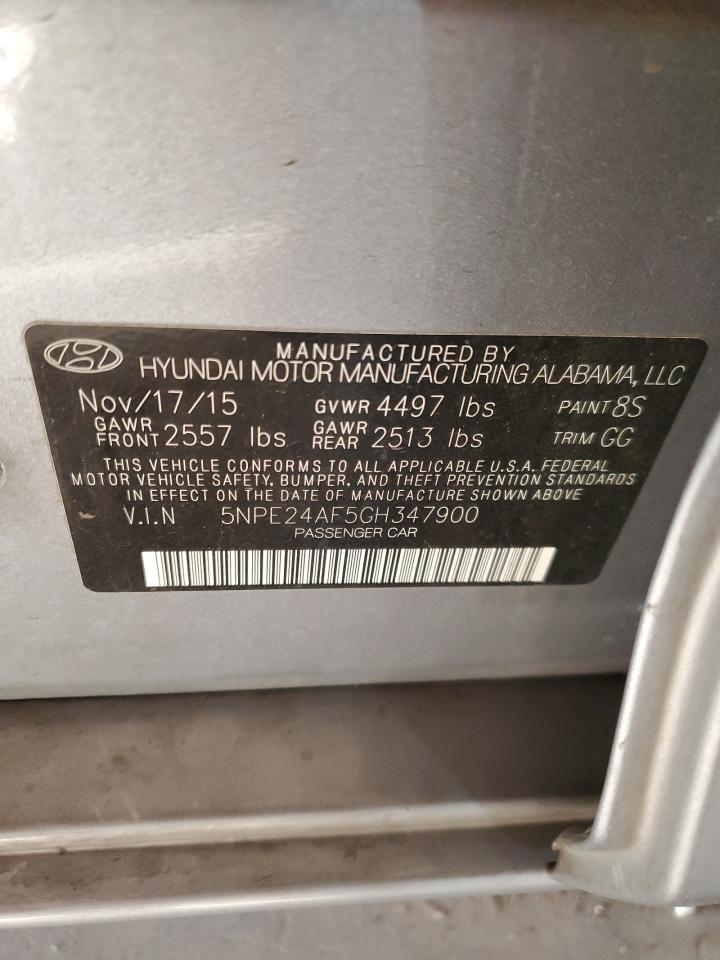 MANUFACTURED BY
HYUNDAI MOTOR MANUFACTURING ALABAMA, LLC
Nov/17/15 GVWR 4497 lbs PAINT 8S
GAWR FRONT 2557 lbs GAWR REAR 2513 lbs TRIM GG
THIS VEHICLE CONFORMS TO ALL APPLICABLE U.S.A. FEDERAL
MOTOR VEHICLE SAFETY, BUMPER, AND THEFT PREVENTION STANDARDS
IN EFFECT ON THE DATE OF MANUFACTURE SHOWN ABOVE
V.I.N 5NPE24AF5GH347900
PASSENGER CAR